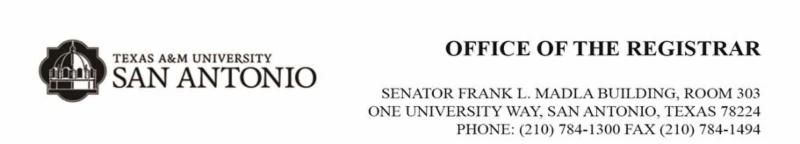 TEXAS A&M UNIVERSITY
SAN ANTONIO
OFFICE OF THE REGISTRAR
SENATOR FRANK L. MADLA BUILDING, ROOM 303
ONE UNIVERSITY WAY, SAN ANTONIO, TEXAS 78224
PHONE: (210) 784-1300 FAX (210) 784-1494